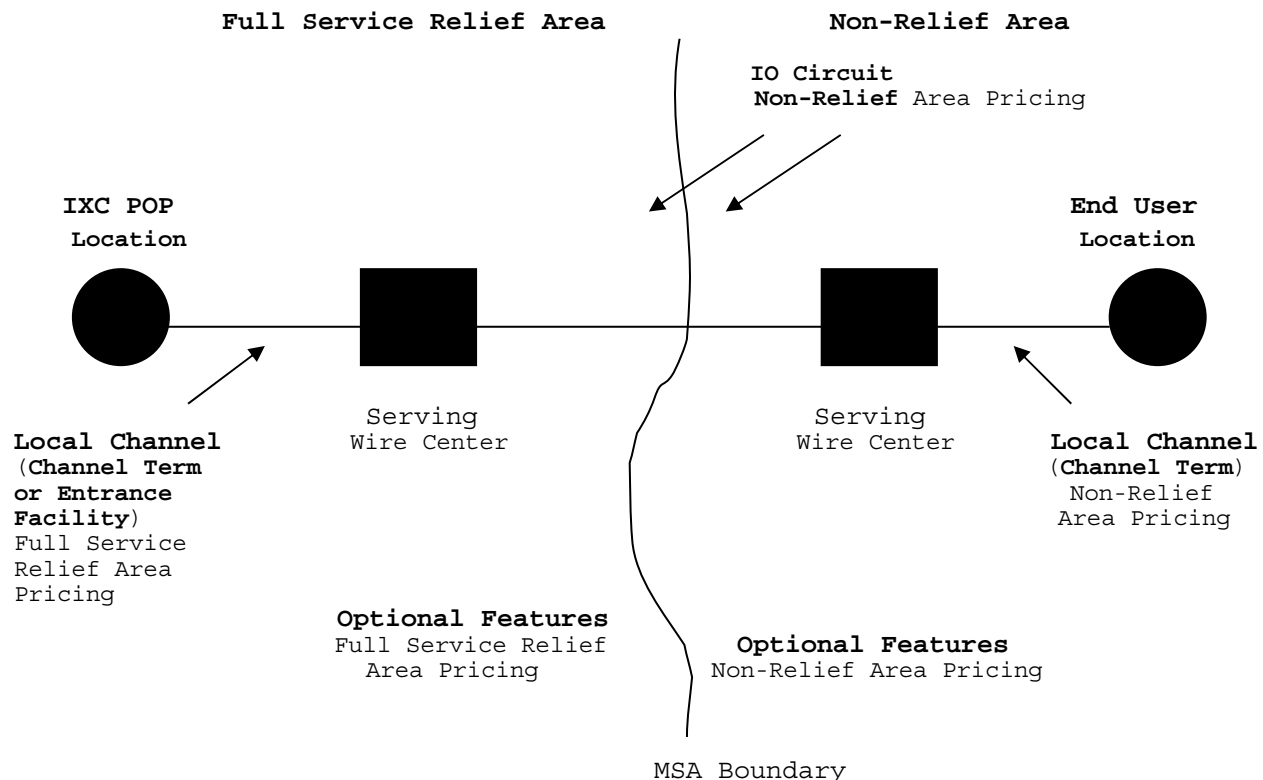 Full Service Relief Area
Non-Relief Area
IO Circuit
Non-Relief Area Pricing
IXC POP
Location
End User
Location
Serving
Wire Center
Serving
Wire Center
Local Channel
(Channel Term
or Entrance
Facility)
Full Service
Relief Area
Pricing
Local Channel
(Channel Term)
Non-Relief
Area Pricing
Optional Features
Full Service Relief
Area Pricing
Optional Features
Non-Relief Area Pricing
MSA Boundary